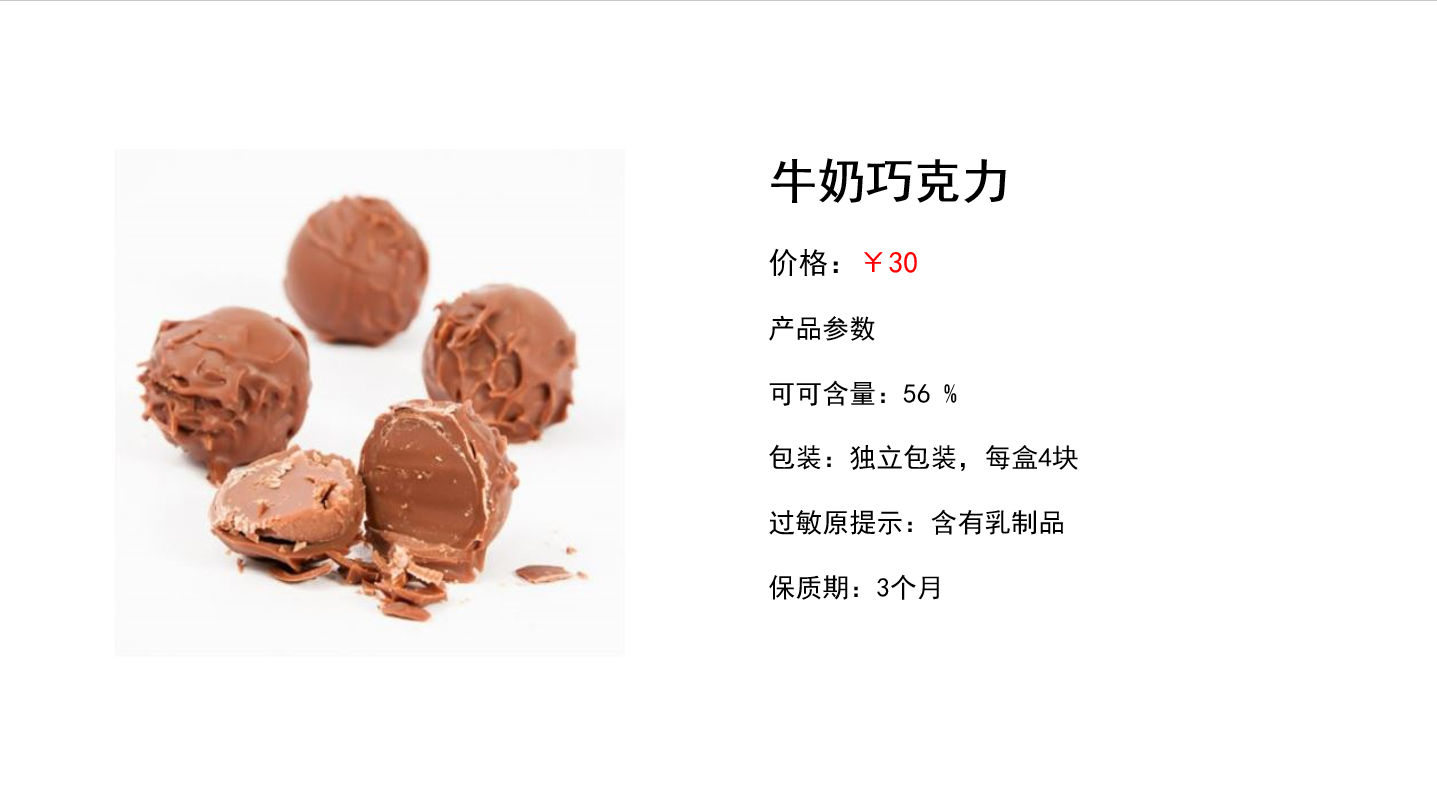 牛奶巧克力
价格：￥30
产品参数
可可含量：56 %
包装：独立包装，每盒4块
过敏原提示：含有乳制品
保质期：3个月